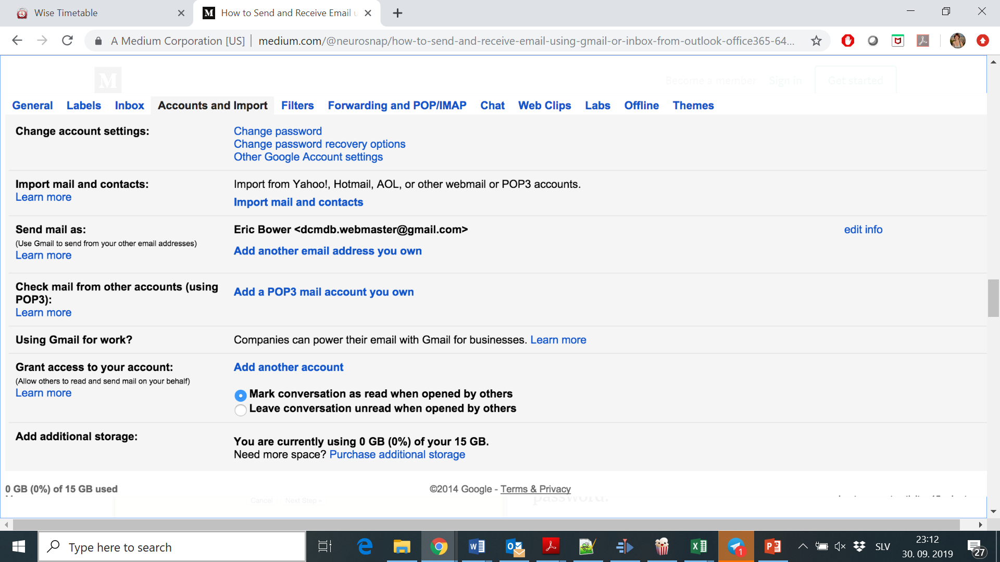 Wise Timetable
M How to Send and Receive Email u
A Medium Corporation [US] | medium.com/@neurosnap/how-to-send-and-receive-email-using-gmail-or-inbox-from-outlook-office365-64...
M
Become a member Sign in Get started
General Labels Inbox Accounts and Import Filters Forwarding and POP/IMAP Chat Web Clips Labs Offline Themes
Change account settings:
Change password
Change password recovery options
Other Google Account settings
Import mail and contacts:
Learn more
Import from Yahoo!, Hotmail, AOL, or other webmail or POP3 accounts.
Import mail and contacts
Send mail as:
(Use Gmail to send from your other email addresses)
Learn more
Eric Bower <dcmdb.webmaster@gmail.com>
edit info
Add another email address you own
Check mail from other accounts (using
POP3):
Learn more
Add a POP3 mail account you own
Using Gmail for work?
Companies can power their email with Gmail for businesses. Learn more
Grant access to your account:
(Allow others to read and send mail on your behalf)
Learn more
Add another account
Mark conversation as read when opened by others
Leave conversation unread when opened by others
Add additional storage:
You are currently using 0 GB (0%) of your 15 GB.
Need more space? Purchase additional storage
0 GB (0%) of 15 GB used
©2014 Google - Terms & Privacy
Cancel Next Step »
password.
Type here to search
1
SLV
23:12
30. 09. 2019
27